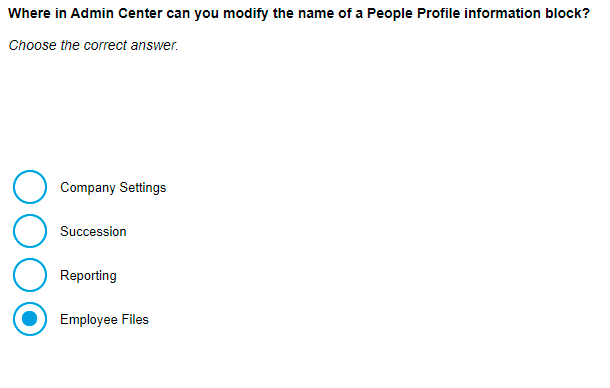 Where in Admin Center can you modify the name of a People Profile information block?
Choose the correct answer.
Company Settings
Succession
Reporting
Employee Files